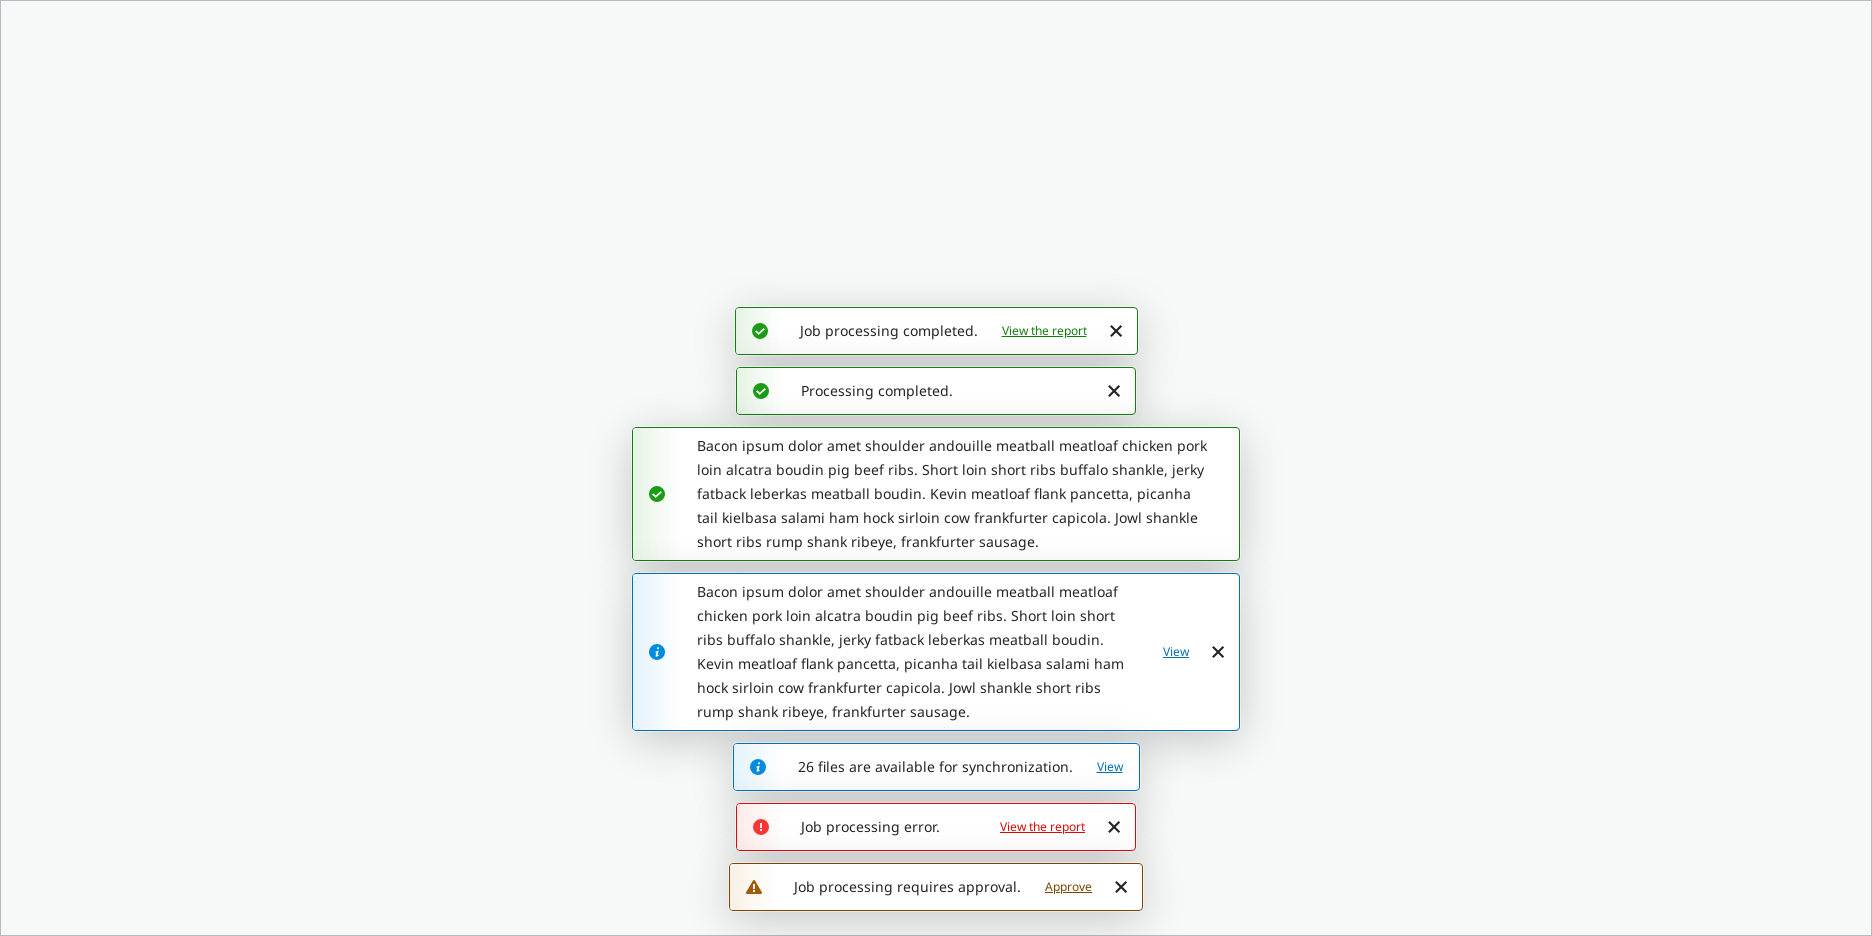 Job processing completed. View the report
Processing completed.
Bacon ipsum dolor amet shoulder andouille meatball meatloaf chicken pork
loin alcatra boudin pig beef ribs. Short loin short ribs buffalo shankle, jerky
fatback leberkas meatball boudin. Kevin meatloaf flank pancetta, picanha
tail kielbasa salami ham hock sirloin cow frankfurter capicola. Jowl shankle
short ribs rump shank ribeye, frankfurter sausage.
Bacon ipsum dolor amet shoulder andouille meatball meatloaf
chicken pork loin alcatra boudin pig beef ribs. Short loin short
ribs buffalo shankle, jerky fatback leberkas meatball boudin.
Kevin meatloaf flank pancetta, picanha tail kielbasa salami ham
hock sirloin cow frankfurter capicola. Jowl shankle short ribs
rump shank ribeye, frankfurter sausage.
View
26 files are available for synchronization. View
Job processing error. View the report
Job processing requires approval. Approve